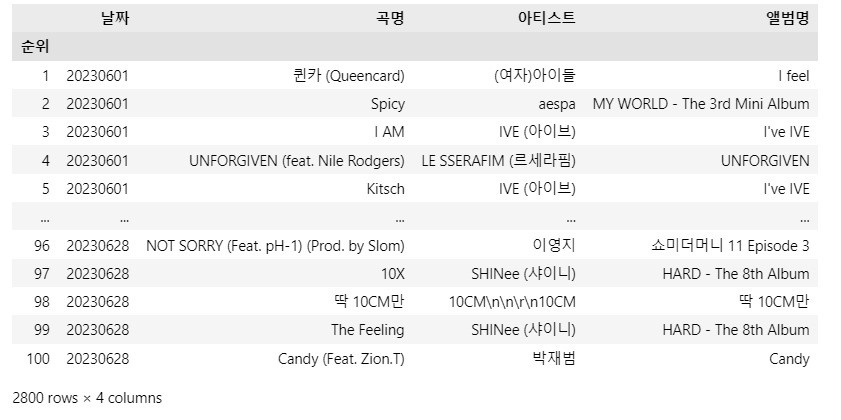 날짜 곡명 아티스트 앨범명
순위
1 20230601 퀸카 (Queencard) (여자)아이들 I feel
2 20230601 Spicy aespa MY WORLD - The 3rd Mini Album
3 20230601 I AM IVE (아이브) I've IVE
4 20230601 UNFORGIVEN (feat. Nile Rodgers) LE SSERAFIM (르세라핌) UNFORGIVEN
5 20230601 Kitsch IVE (아이브) I've IVE
... ... ... ... ...
96 20230628 NOT SORRY (Feat. pH-1) (Prod. by Slom) 이영지 쇼미더머니 11 Episode 3
97 20230628 10X SHINee (샤이니) HARD - The 8th Album
98 20230628 딱 10CM만 10CM\n\n\r\n10CM 딱 10CM만
99 20230628 The Feeling SHINee (샤이니) HARD - The 8th Album
100 20230628 Candy (Feat. Zion.T) 박재범 Candy
2800 rows × 4 columns